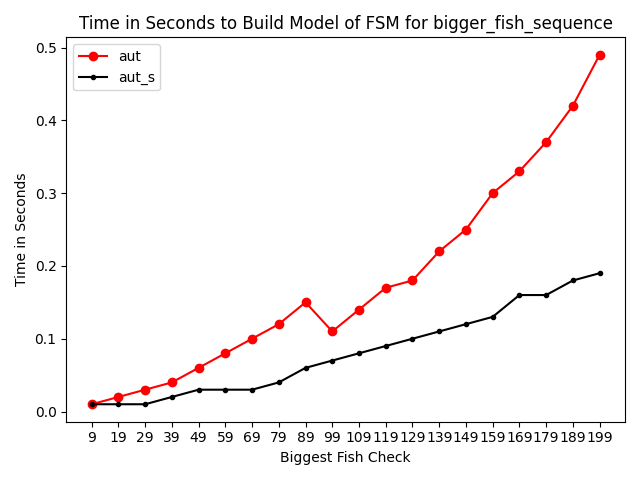 Time in Seconds to Build Model of FSM for bigger_fish_sequence
aut
aut_s
0.5
0.4
0.3
0.2
0.1
0.0
Time in Seconds
9 19 29 39 49 59 69 79 89 99 109 119 129 139 149 159 169 179 189 199
Biggest Fish Check